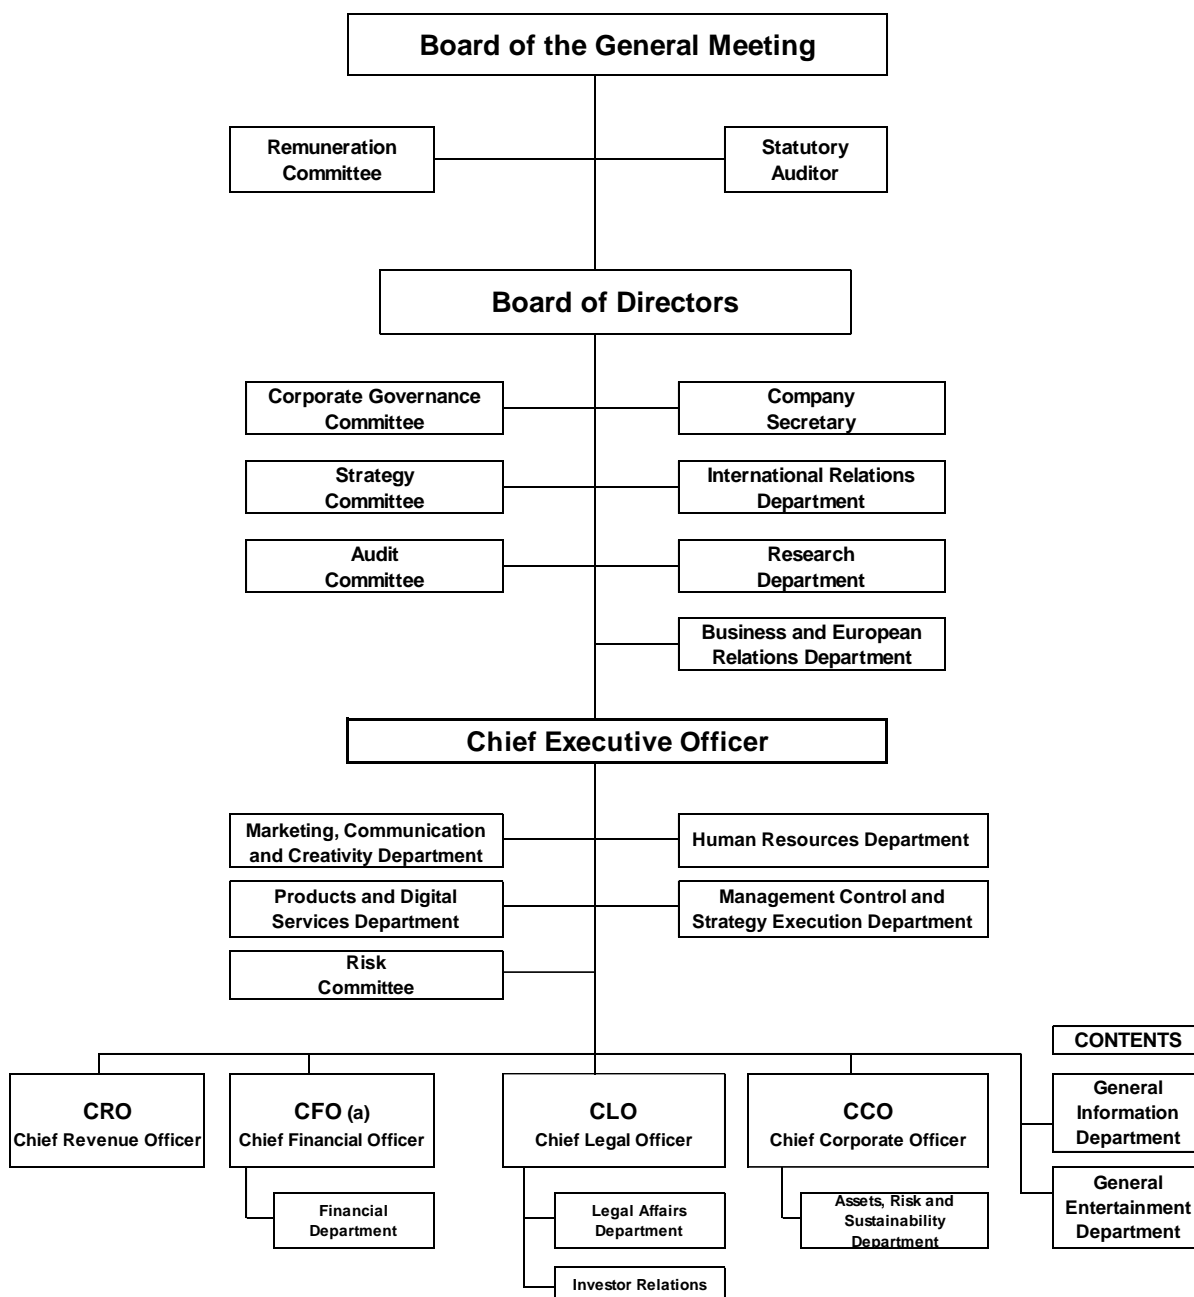 Board of the General Meeting
Remuneration
Committee
Statutory
Auditor
Board of Directors
Corporate Governance
Committee
Company
Secretary
Strategy
Committee
International Relations
Department
Audit
Committee
Research
Department
Business and European
Relations Department
Chief Executive Officer
Marketing, Communication
and Creativity Department
Human Resources Department
Products and Digital
Services Department
Management Control and
Strategy Execution Department
Risk
Committee
CONTENTS
CRO
Chief Revenue Officer
CFO (a)
Chief Financial Officer
CLO
Chief Legal Officer
CCO
Chief Corporate Officer
General
Information
Department
Financial
Department
Legal Affairs
Department
Assets, Risk and
Sustainability
Department
General
Entertainment
Department
Investor Relations